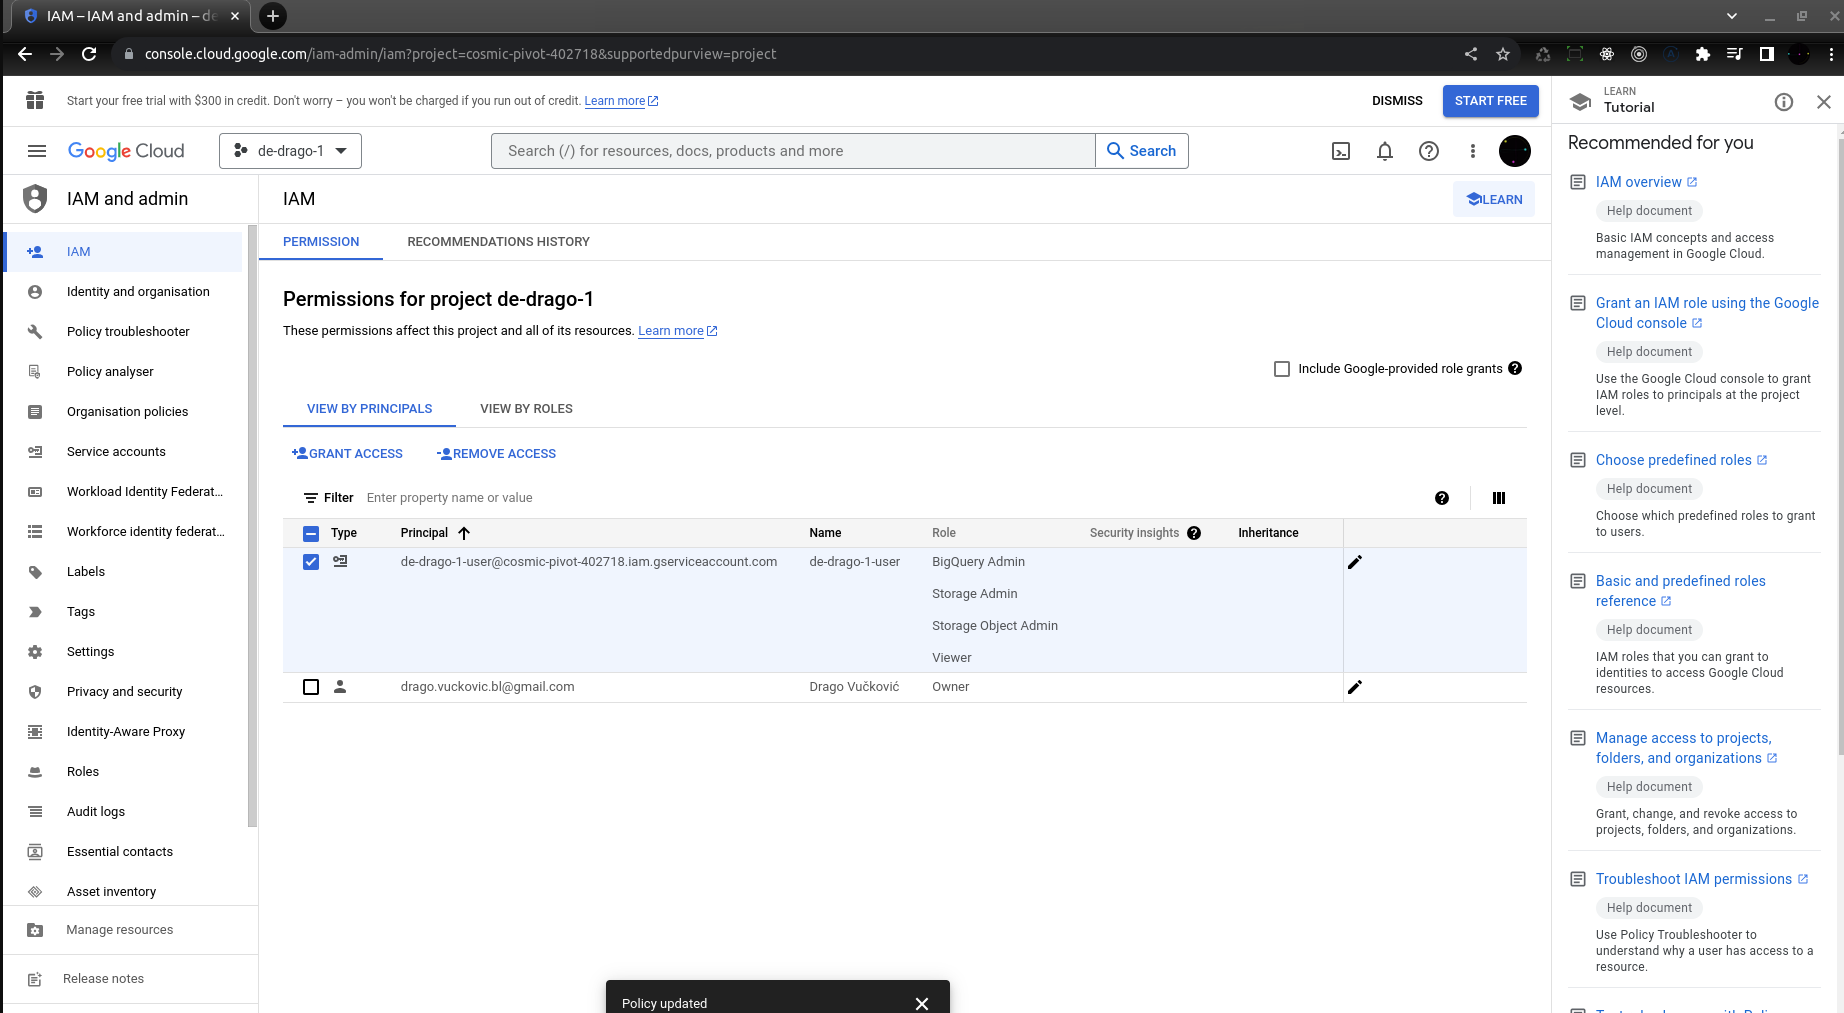 IAM – IAM and admin – de
console.cloud.google.com/iam-admin/iam?project=cosmic-pivot-402718&supportedpurview=project
Start your free trial with $300 in credit. Don't worry – you won't be charged if you run out of credit. Learn more
DISMISS
START FREE
Google Cloud
de-drago-1
Search (/) for resources, docs, products and more
Search
IAM and admin
IAM
Identity and organisation
Policy troubleshooter
Policy analyser
Organisation policies
Service accounts
Workload Identity Federat...
Workforce identity federat...
Labels
Tags
Settings
Privacy and security
Identity-Aware Proxy
Roles
Audit logs
Essential contacts
Asset inventory
Manage resources
Release notes
IAM
LEARN
PERMISSION
RECOMMENDATIONS HISTORY
Permissions for project de-drago-1
These permissions affect this project and all of its resources. Learn more
Include Google-provided role grants
VIEW BY PRINCIPALS
VIEW BY ROLES
GRANT ACCESS
REMOVE ACCESS
Filter Enter property name or value
Type Principal Name Role Security insights Inheritance
de-drago-1-user@cosmic-pivot-402718.iam.gserviceaccount.com de-drago-1-user BigQuery Admin
Storage Admin
Storage Object Admin
Viewer
drago.vuckovic.bl@gmail.com Drago Vučković Owner
Policy updated
LEARN
Tutorial
Recommended for you
IAM overview
Help document
Basic IAM concepts and access
management in Google Cloud.
Grant an IAM role using the Google
Cloud console
Help document
Use the Google Cloud console to grant
IAM roles to principals at the project
level.
Choose predefined roles
Help document
Choose which predefined roles to grant
to users.
Basic and predefined roles
reference
Help document
IAM roles that you can grant to
identities to access Google Cloud
resources.
Manage access to projects,
folders, and organizations
Help document
Grant, change, and revoke access to
projects, folders, and organizations.
Troubleshoot IAM permissions
Help document
Use Policy Troubleshooter to
understand why a user has access to a
resource.